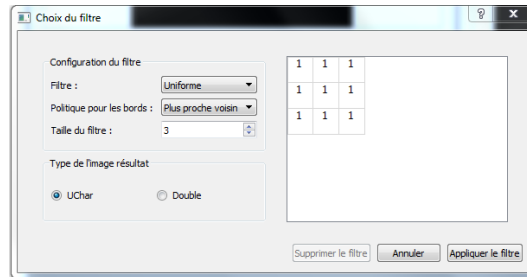 Choix du filtre
?
x
Configuration du filtre
Filtre :
Uniforme
Politique pour les bords :
Plus proche voisin
Taille du filtre :
3
Type de l'image résultat
UChar
Double
1 1 1
1 1 1
1 1 1
Supprimer le filtre
Annuler
Appliquer le filtre